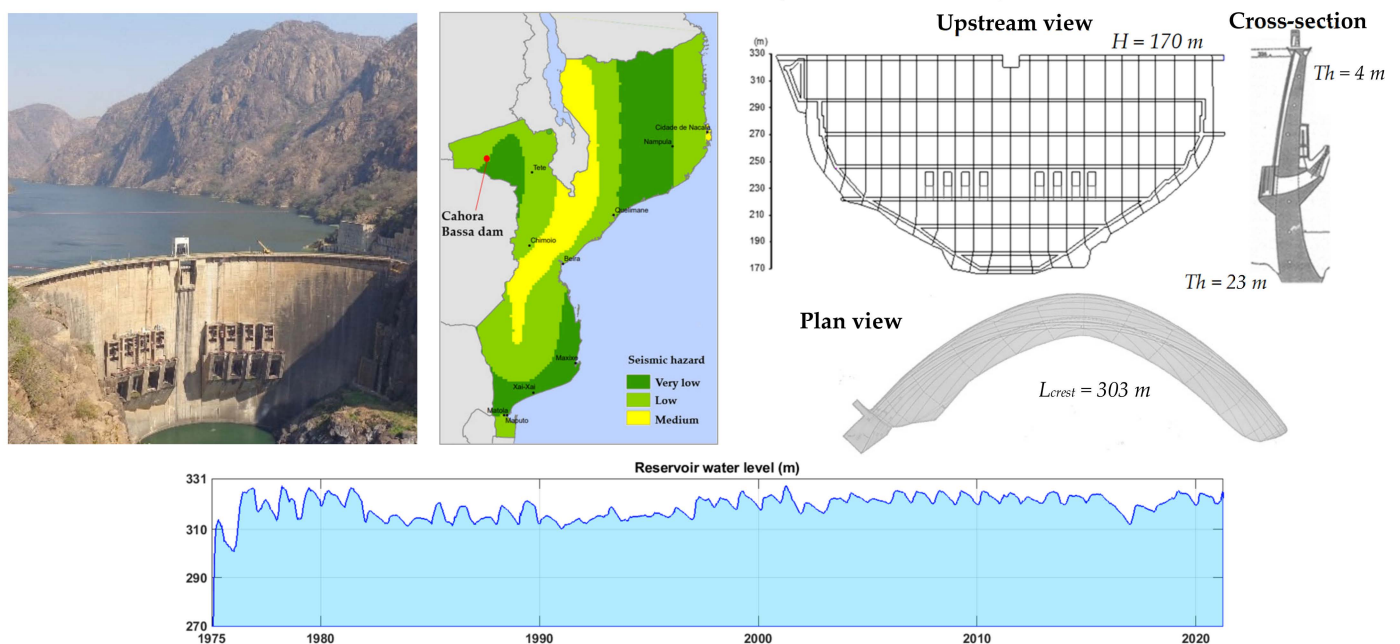 Cidade de Nacala
Nampula
Tete
Quelimane
Cahora
Bassa dam
Chimoio
Beira
Seismic hazard
Maxixe
Very low
Xai-Xai
Low
Matola
Maputo
Medium
Upstream view
Cross-section
(m)
H = 170 m
330
Th = 4 m
310
290
270
250
230
210
190
170
Th = 23 m
Plan view
Lcrest = 303 m
Reservoir water level (m)
331
310
290
270
1975
1980
1990
2000
2010
2020